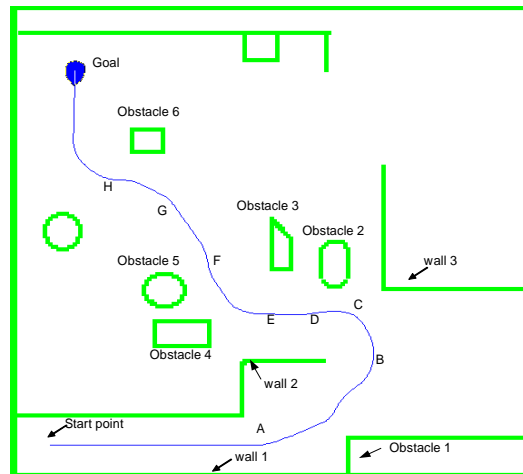 Goal
Obstacle 6
H
G
Obstacle 3
Obstacle 2
F
Obstacle 5
wall 3
C
E
D
Obstacle 4
B
wall 2
Start point
A
Obstacle 1
wall 1